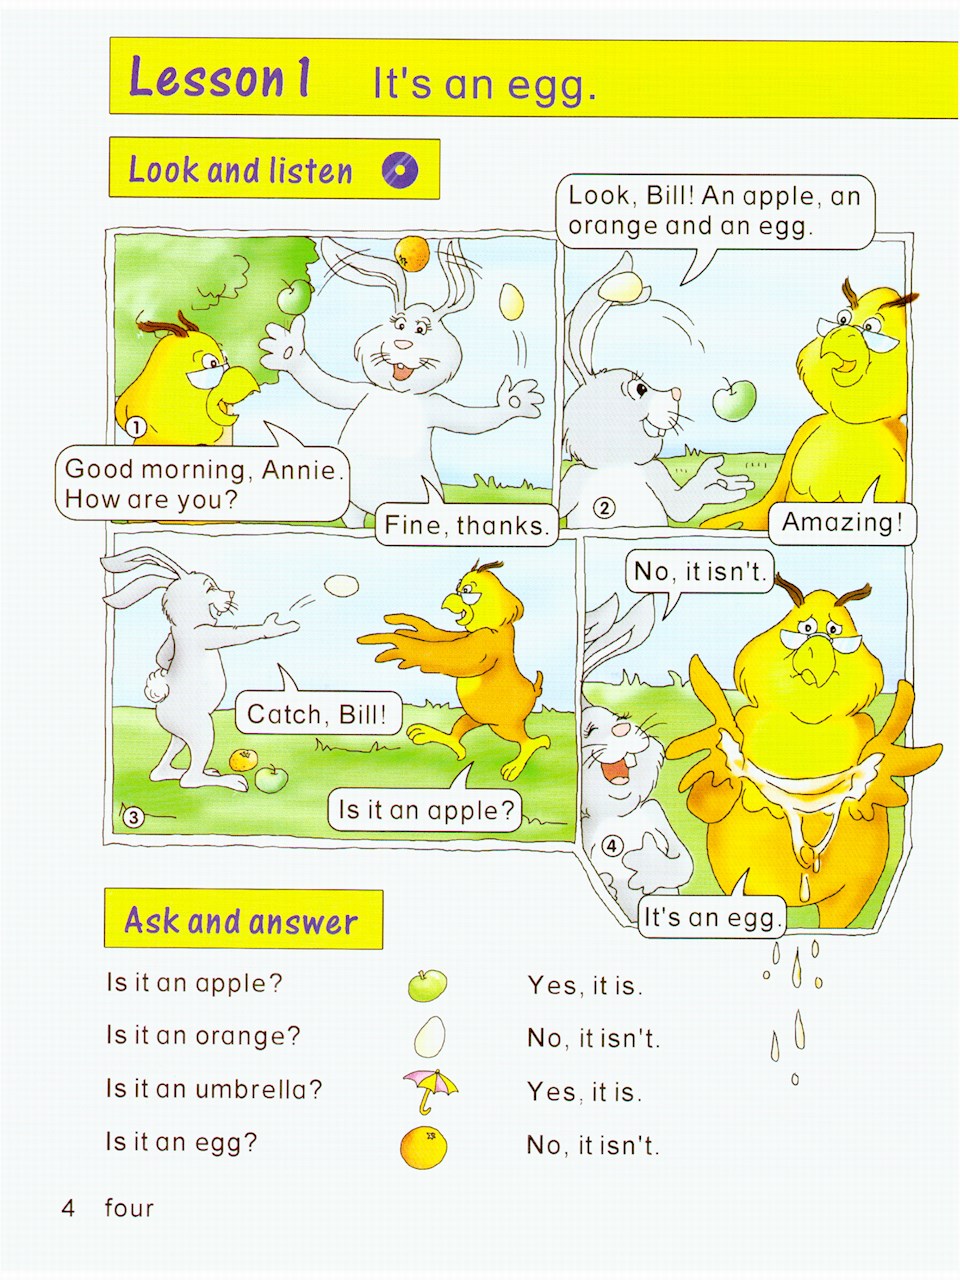 Lesson 1 It's an egg.
Look and listen
Look, Bill! An apple, an
orange and an egg.
1
Good morning, Annie.
How are you?
Fine, thanks.
2
Amazing!
Catch, Bill!
Is it an apple?
3
No, it isn't.
4
It's an egg.
Ask and answer
Is it an apple? Yes, it is.
Is it an orange? No, it isn't.
Is it an umbrella? Yes, it is.
Is it an egg? No, it isn't.
4 four